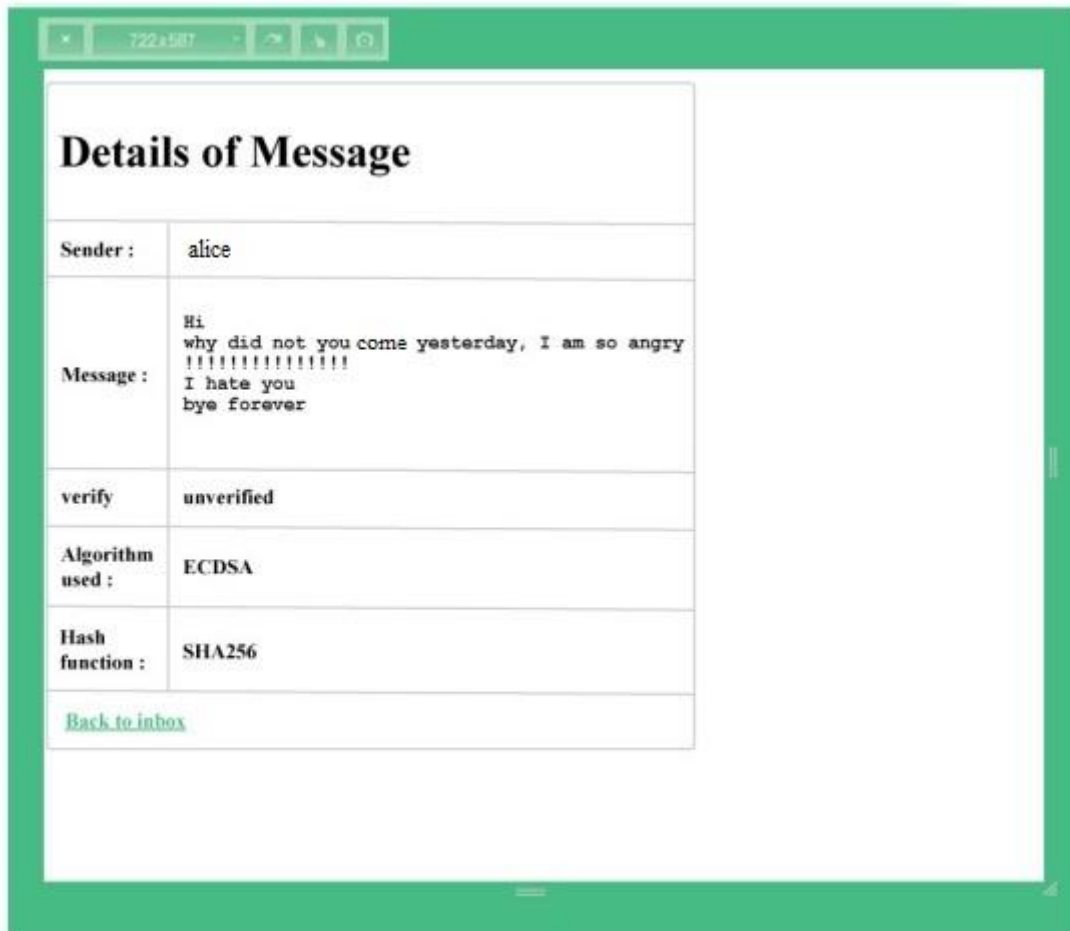 722x587
Details of Message
Sender :
alice
Message :
Hi
why did not you come yesterday, I am so angry
!!!!!!!!!!!!!!!
I hate you
bye forever
verify
unverified
Algorithm
used :
ECDSA
Hash
function :
SHA256
Back to inbox